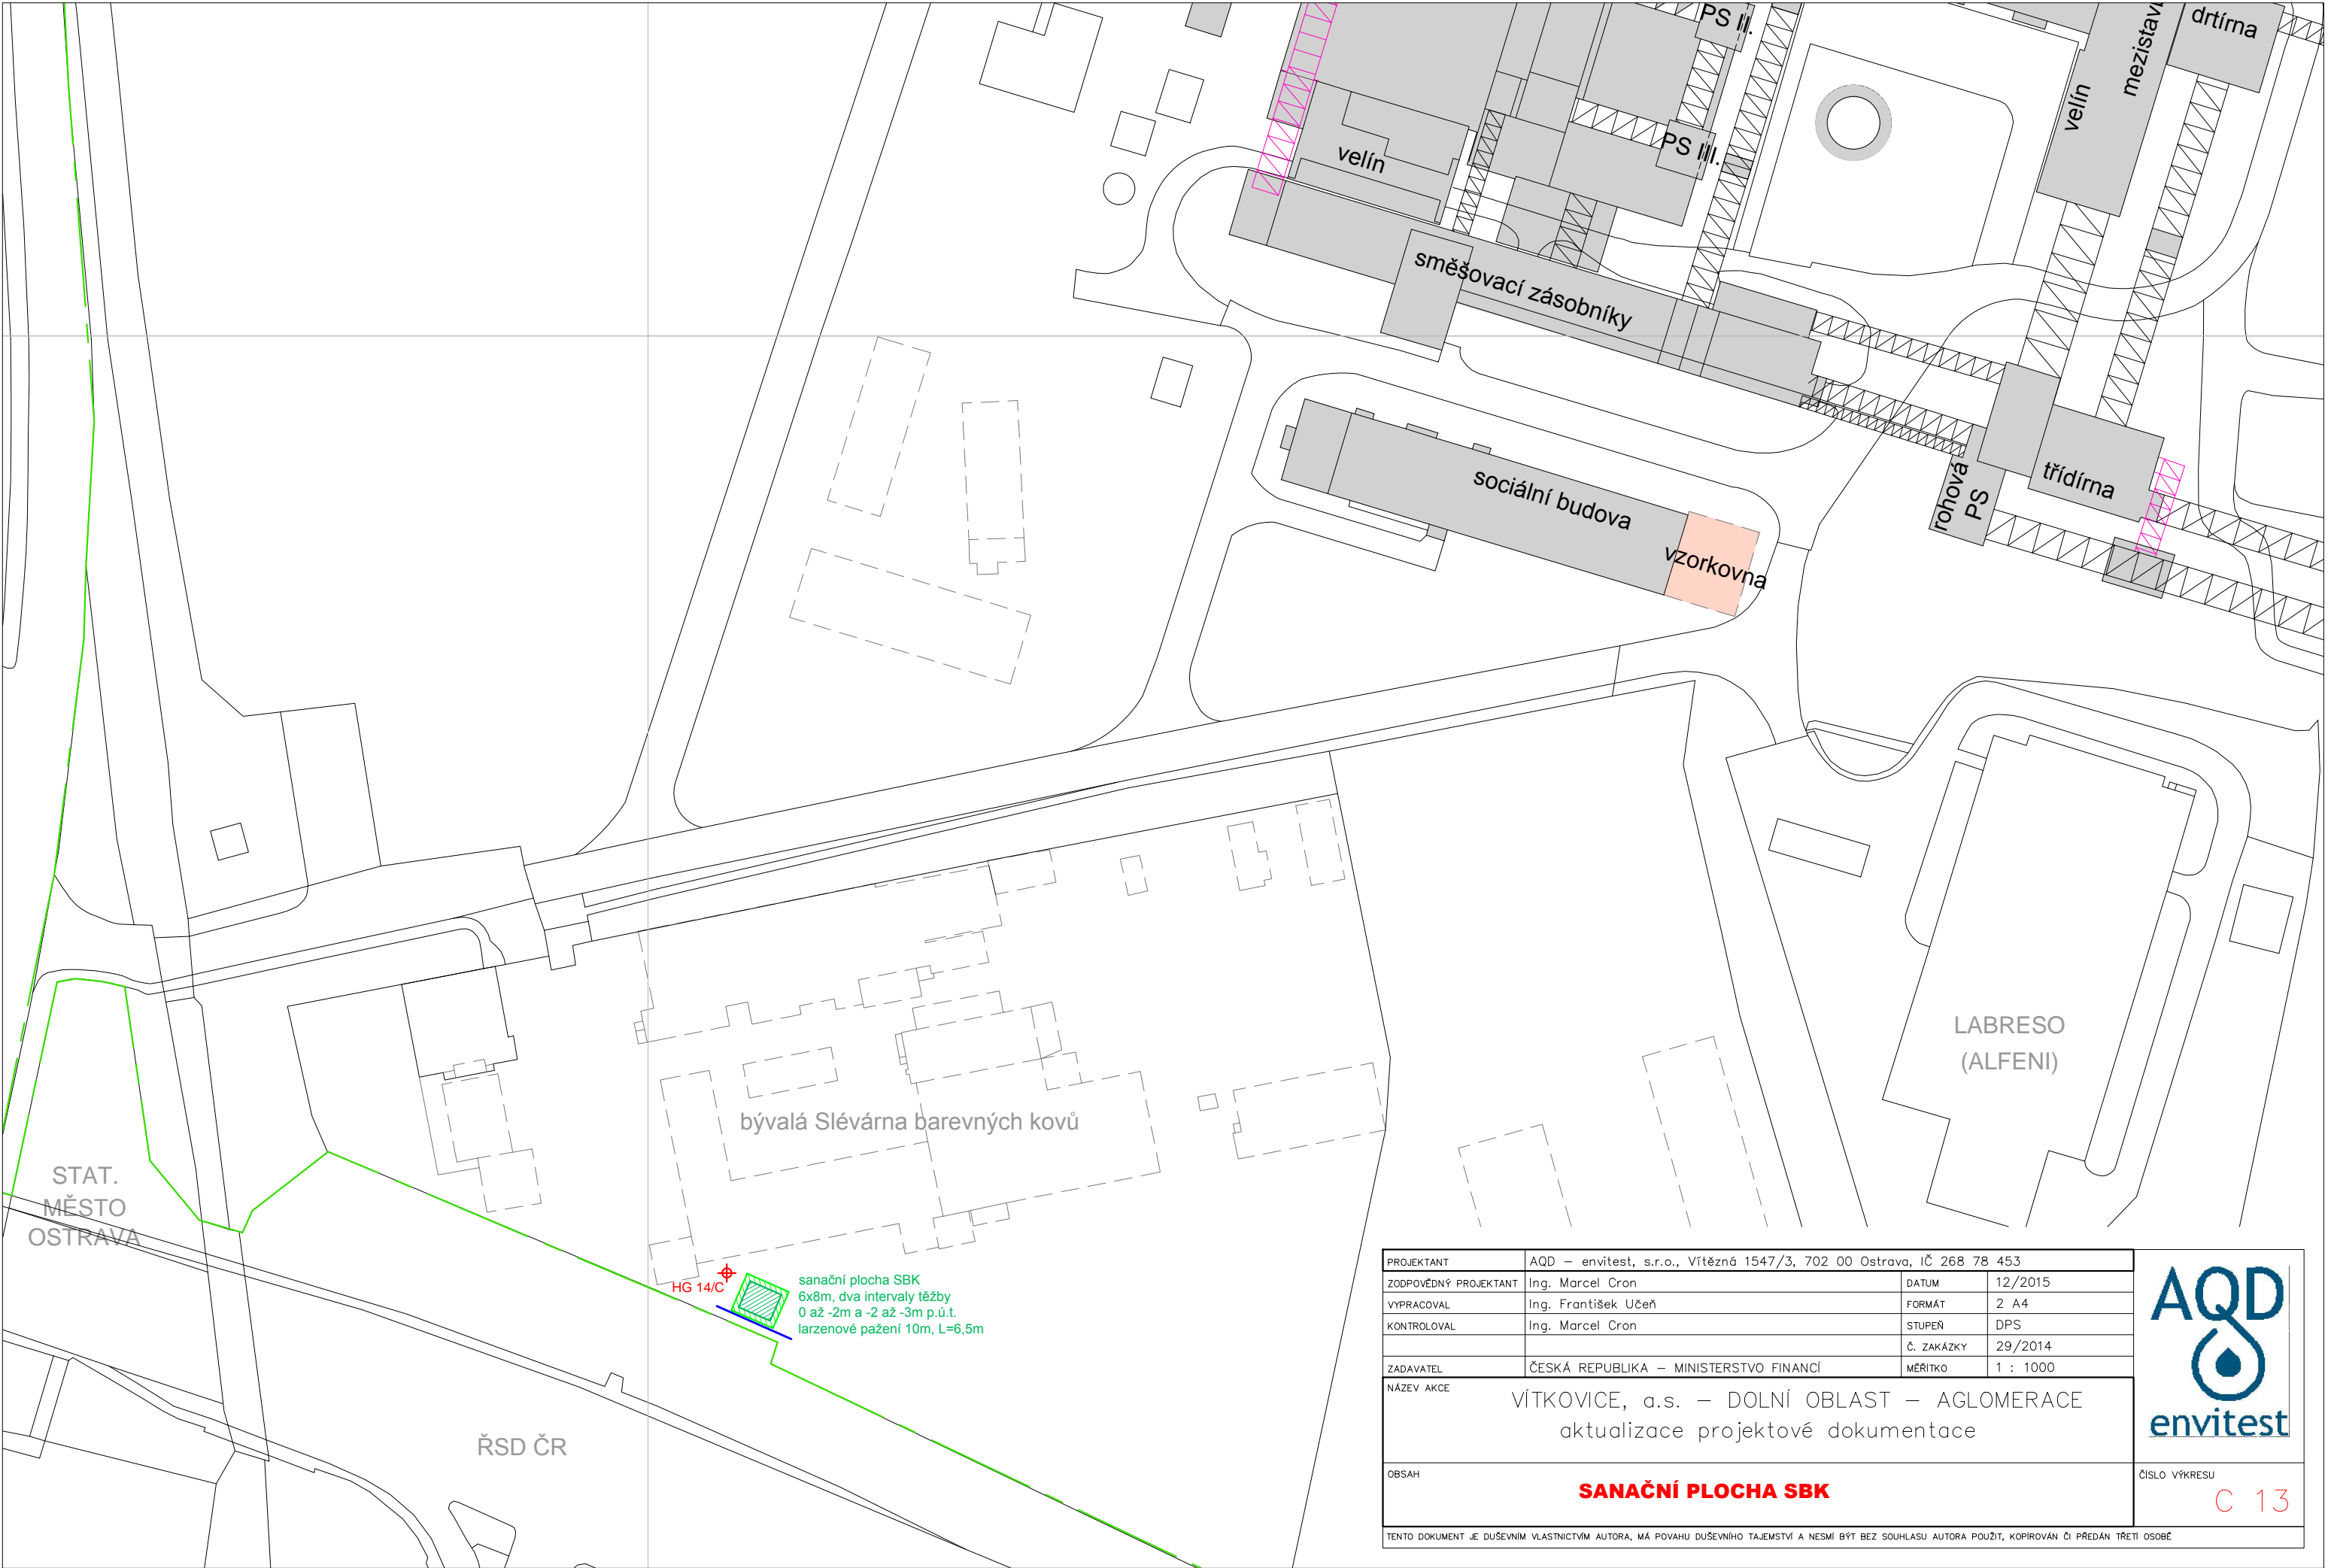 PS II.
mezistav
drtírna
velín
velín
PS III.
směšovací zásobníky
sociální budova
vzorkovna
rohová
PS
třídírna
LABRESO
(ALFENI)
bývalá Slévárna barevných kovů
STAT.
MĚSTO
OSTRAVA
HG 14/C
sanační plocha SBK
6x8m, dva intervaly těžby
0 až -2m a -2 až -3m p.ú.t.
larzenové pažení 10m, L=6,5m
ŘSD ČR
PROJEKTANT AQD – envitest, s.r.o., Vítězná 1547/3, 702 00 Ostrava, IČ 268 78 453
ZODPOVĚDNÝ PROJEKTANT Ing. Marcel Cron DATUM 12/2015
VYPRACOVAL Ing. František Učeň FORMÁT 2 A4
KONTROLOVAL Ing. Marcel Cron STUPEŇ DPS
Č. ZAKÁZKY 29/2014
ZADAVATEL ČESKÁ REPUBLIKA – MINISTERSTVO FINANCÍ MĚŘÍTKO 1 : 1000
NÁZEV AKCE
VÍTKOVICE, a.s. – DOLNÍ OBLAST – AGLOMERACE
aktualizace projektové dokumentace
AQD
envitest
OBSAH
SANAČNÍ PLOCHA SBK
ČÍSLO VÝKRESU
C 13
TENTO DOKUMENT JE DUŠEVNÍM VLASTNICTVÍM AUTORA, MÁ POVAHU DUŠEVNÍHO TAJEMSTVÍ A NESMÍ BÝT BEZ SOUHLASU AUTORA POUŽIT, KOPÍROVÁN ČI PŘEDÁN TŘETÍ OSOBĚ